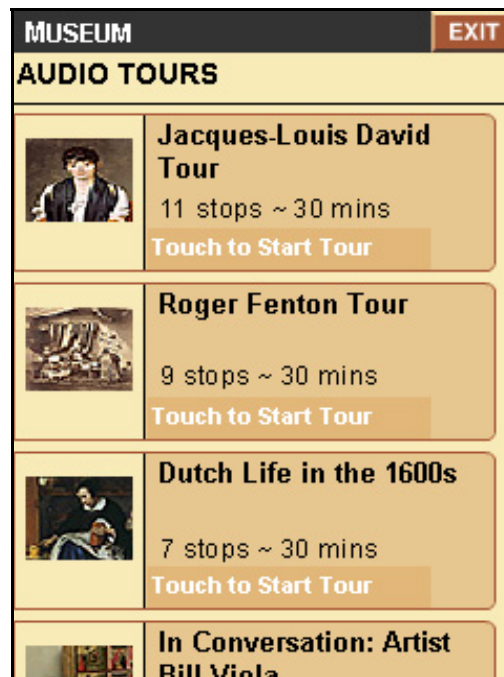 MUSEUM EXIT
AUDIO TOURS
Jacques-Louis David
Tour
11 stops ~ 30 mins
Touch to Start Tour
Roger Fenton Tour
9 stops ~ 30 mins
Touch to Start Tour
Dutch Life in the 1600s
7 stops ~ 30 mins
Touch to Start Tour
In Conversation: Artist
Bill Viola